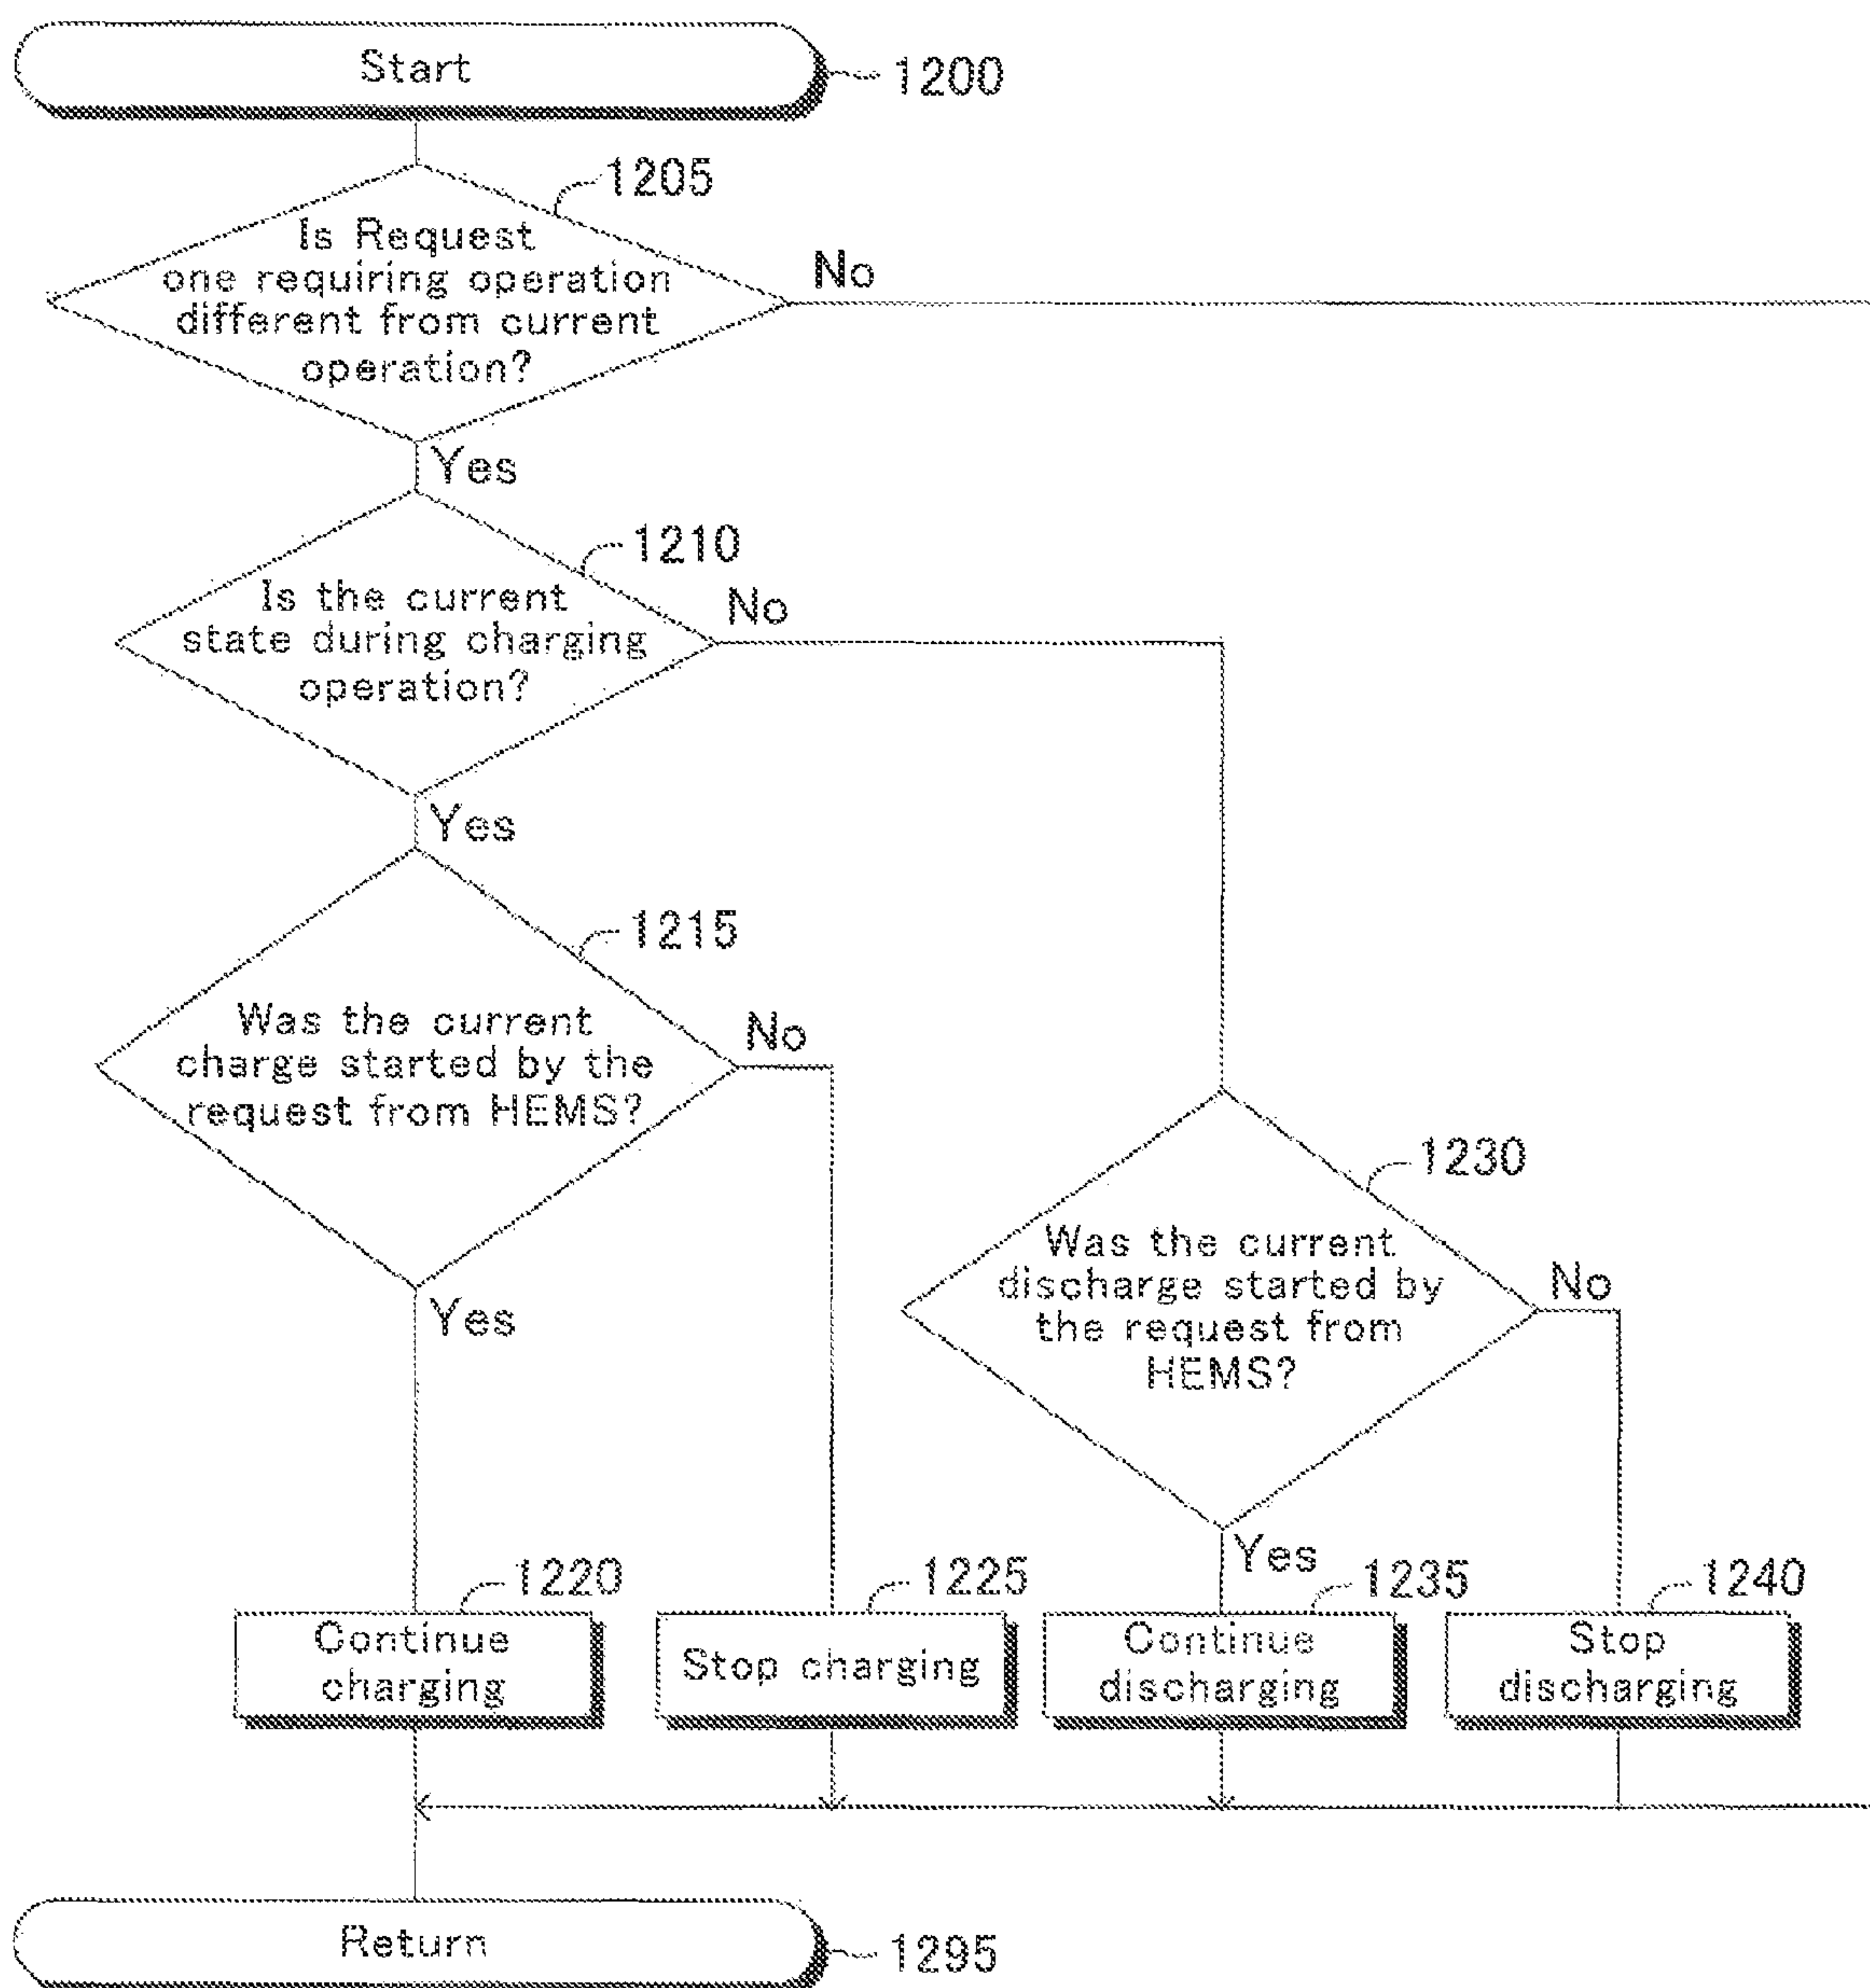 Start
1200
1205
Is Request
one requiring operation
different from current
operation?
No
Yes
1210
Is the current
state during charging
operation?
No
Yes
1215
Was the current
charge started by the
request from HEMS?
No
Yes
1230
Was the current
discharge started by
the request from
HEMS?
No
Yes
1220
Continue
charging
1225
Stop charging
1235
Continue
discharging
1240
Stop
discharging
Return
1295